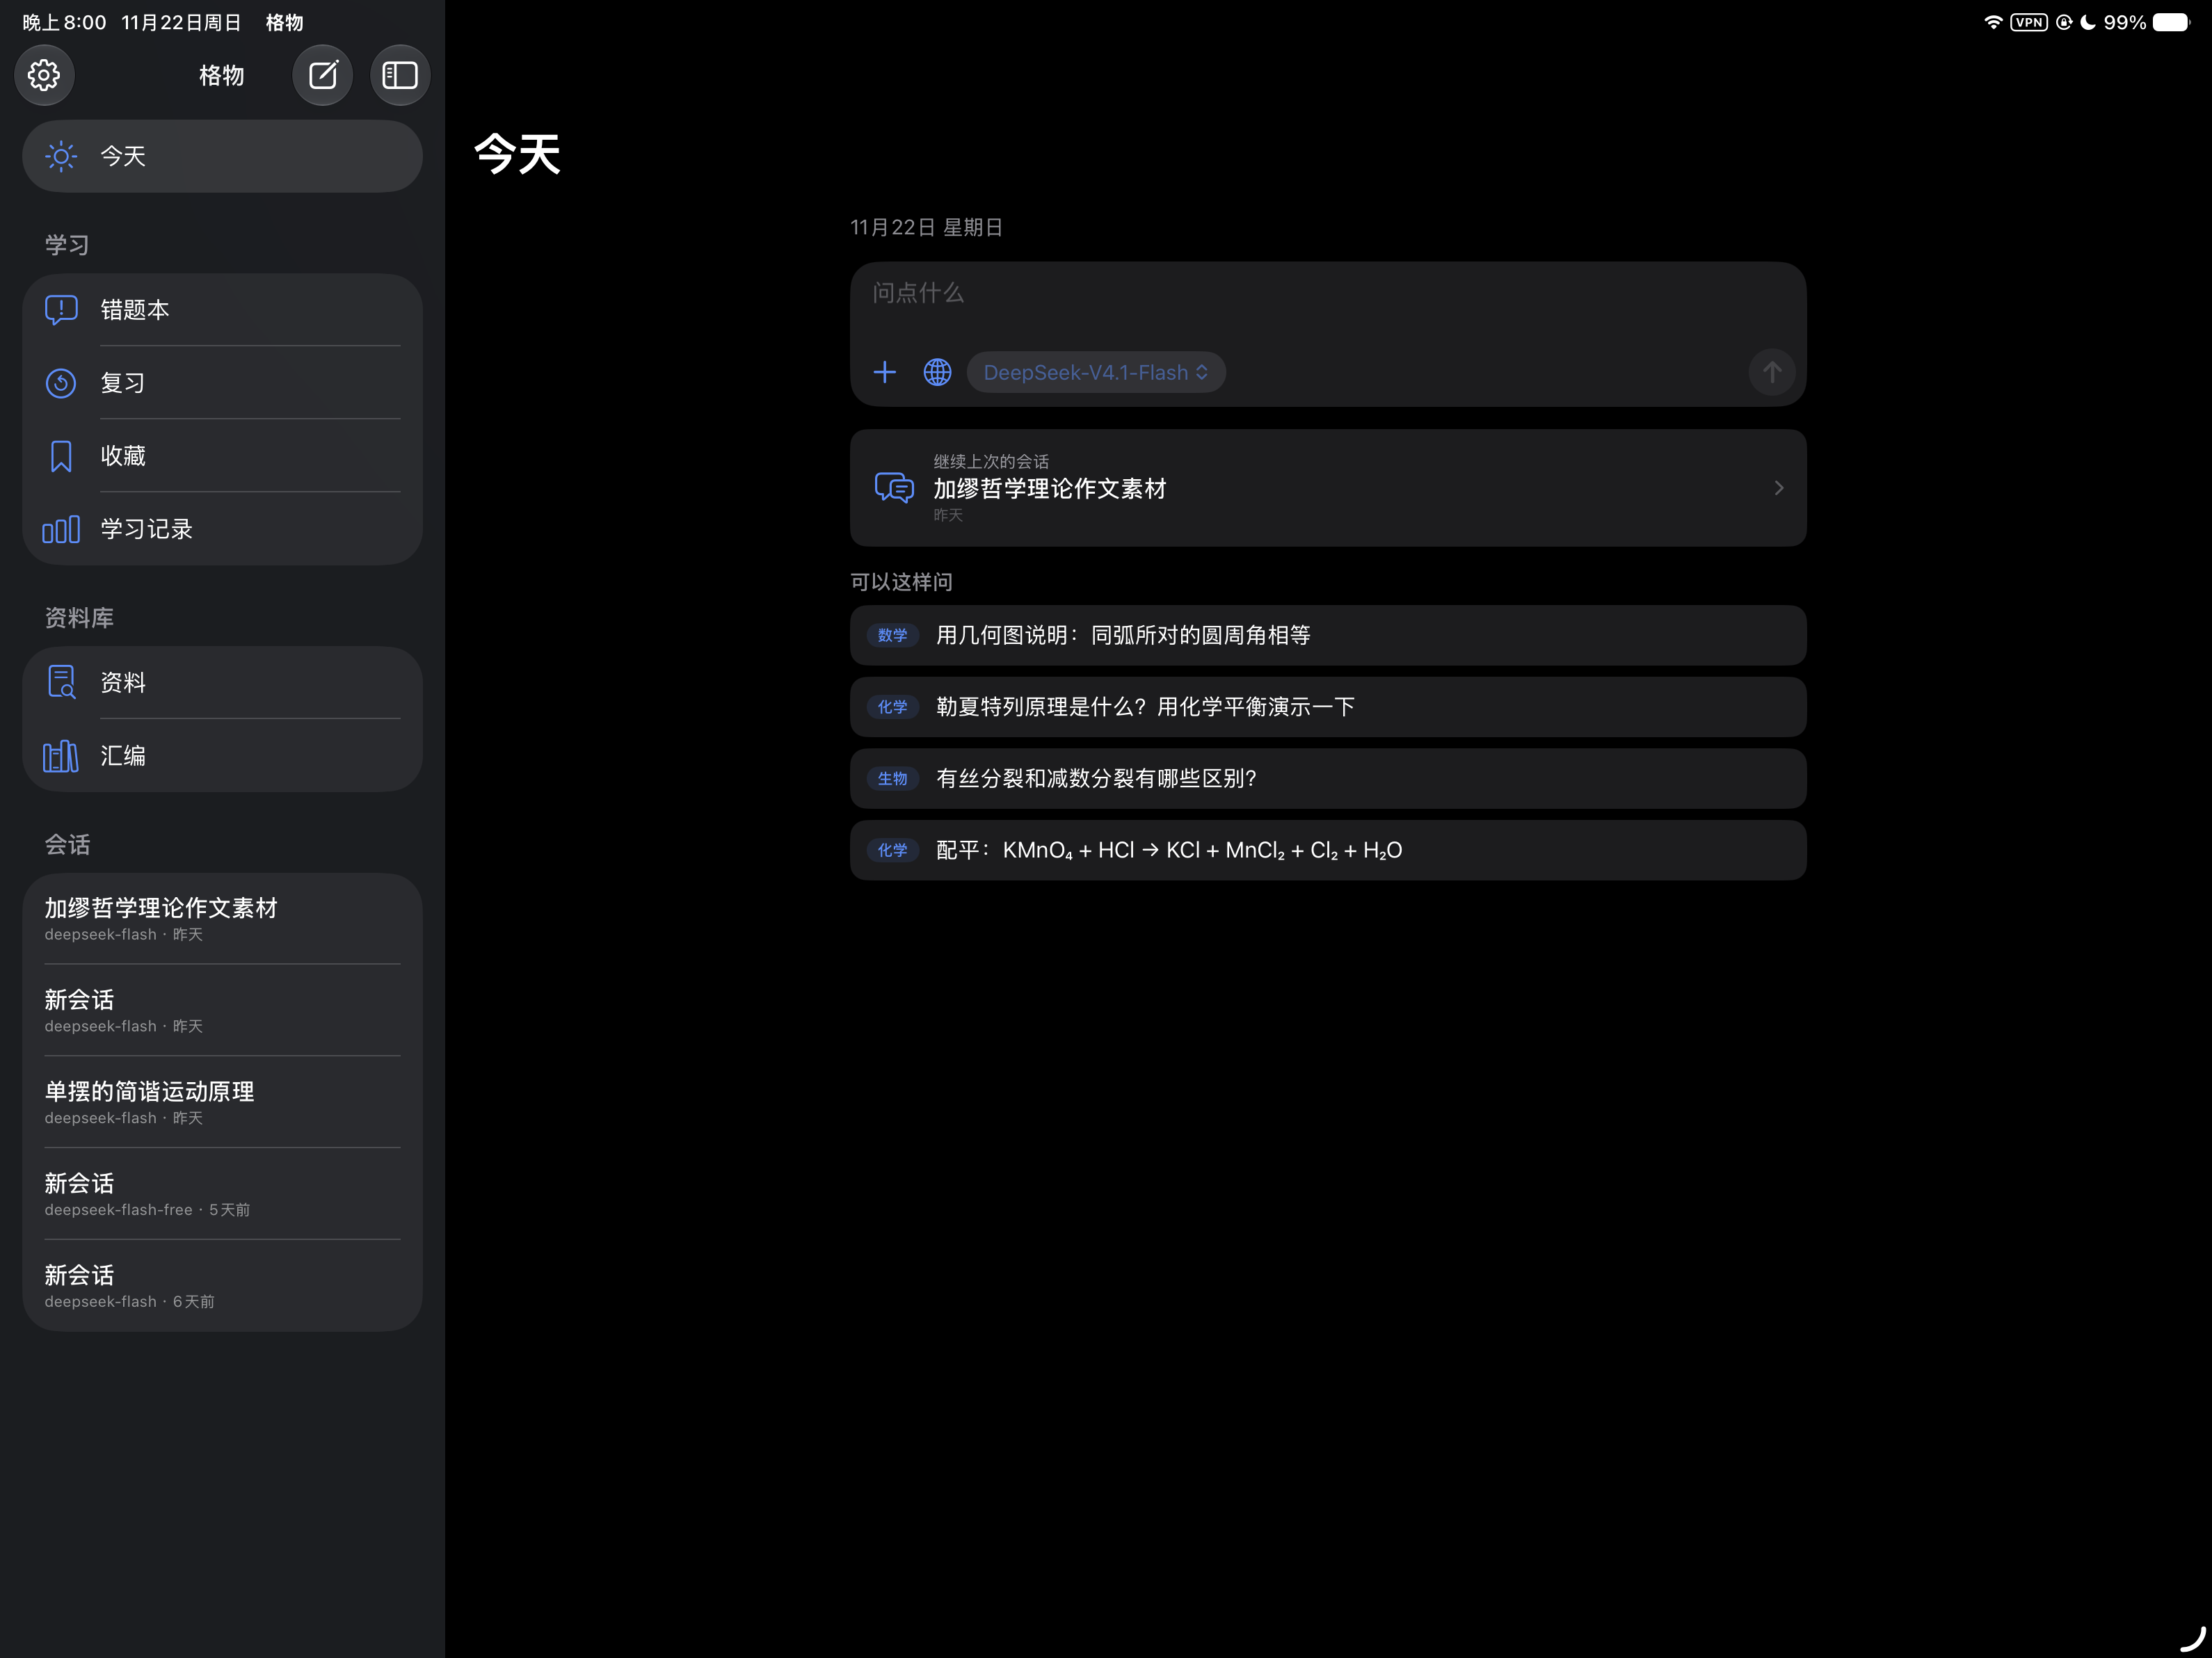 晚上8:00 11月22日周日 格物
VPN 99%
格物
今天
学习
错题本
复习
收藏
学习记录
资料库
资料
汇编
会话
加缪哲学理论作文素材
deepseek-flash · 昨天
新会话
deepseek-flash · 昨天
单摆的简谐运动原理
deepseek-flash · 昨天
新会话
deepseek-flash-free · 5天前
新会话
deepseek-flash · 6天前
今天
11月22日 星期日
问点什么
DeepSeek-V4.1-Flash
继续上次的会话
加缪哲学理论作文素材
昨天
可以这样问
数学 用几何图说明：同弧所对的圆周角相等
化学 勒夏特列原理是什么？用化学平衡演示一下
生物 有丝分裂和减数分裂有哪些区别？
化学 配平：KMnO₄ + HCl → KCl + MnCl₂ + Cl₂ + H₂O